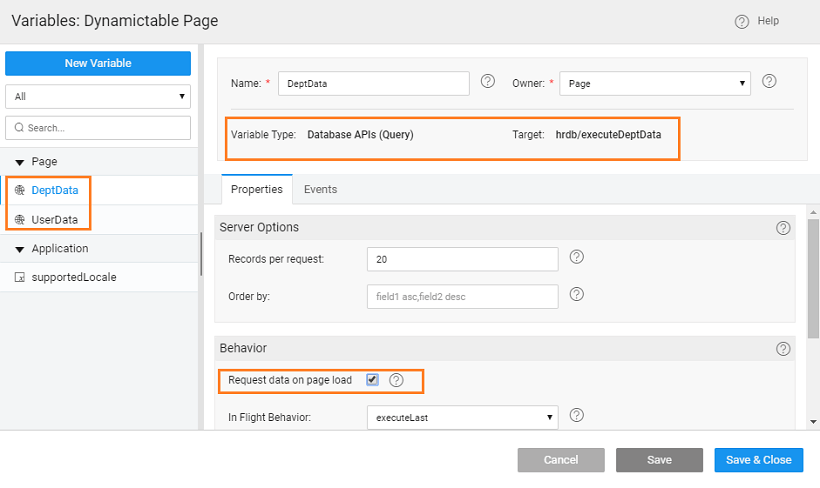 Variables: Dynamictable Page
Help
New Variable
All
Search...
Page
DeptData
UserData
Application
supportedLocale
Name: * DeptData
Owner: * Page
Variable Type: Database APIs (Query)
Target: hrdb/executeDeptData
Properties Events
Server Options
Records per request: 20
Order by: field1 asc,field2 desc
Behavior
Request data on page load
In Flight Behavior: executeLast
Cancel Save Save & Close